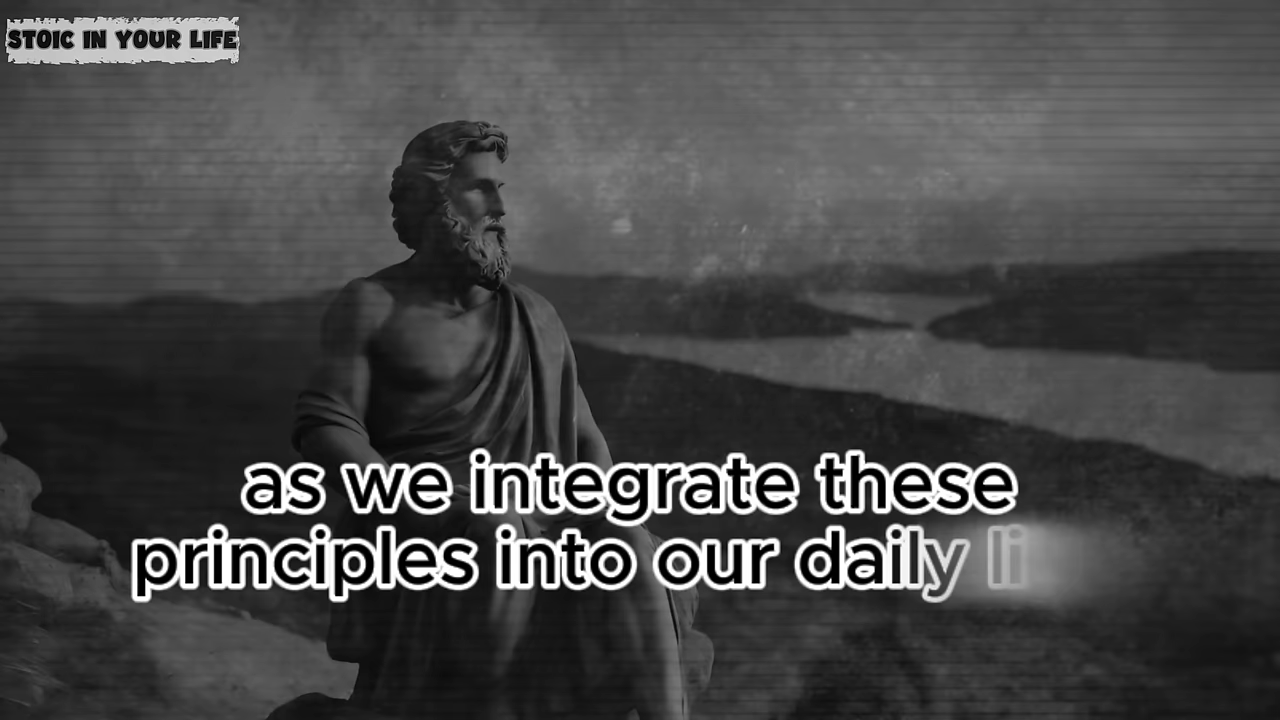 STOIC IN YOUR LIFE
as we integrate these
principles into our daily